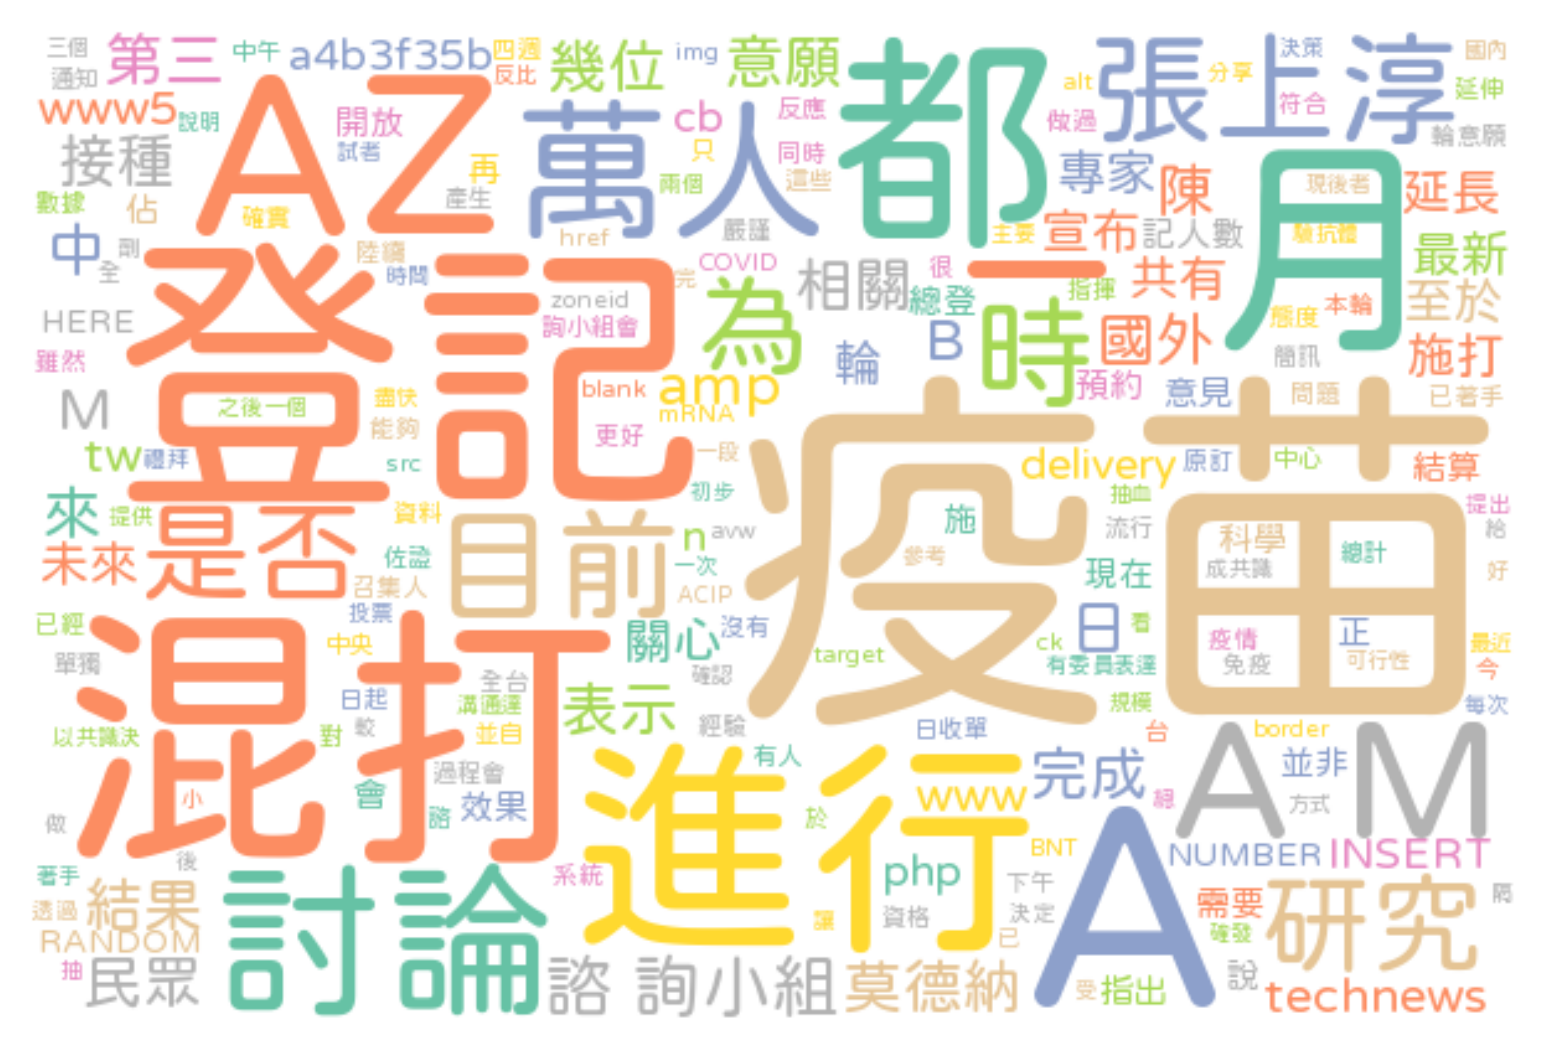 三個
通知
第三
中午
a4b3f35b
四週
反比
幾位
img
意願
都
張上淳
決策
國內
分享
alt
符合
延伸
www5
說明
AZ
開放
試者
萬人
cb
反應
只
同時
做過
輪意願
接種
再
產生
兩個
這些
專家
陳
月
現後者
延長
數據
佔
確實
href
嚴謹
主要
宣布
記人數
驗抗體
最新
中
劑
全
陸續
時間
登記
COVID
完
相關
很
一
共有
指揮
總登
至於
HERE
zoneid
詢小組會
為
時
國外
本輪
態度
雖然
輪
B
簡訊
施打
M
之後一個
盡快
能夠
blank
amp
mRNA
更好
預約
意見
問題
已著手
tw
禮拜
src
一段
疫苗
delivery
原訂
中心
結算
來
提供
資料
初步
抽血
提出
未來
是否
目前
n
avw
施
流行
科學
總計
給
佐證
一次
參考
現在
成共識
好
召集人
ACIP
已經
投票
關心
沒有
日
看
疫情
正
最近
單獨
混打
中央
target
ck
有委員表達
免疫
可行性
今
全台
確認
日起
溝通達
表示
規模
每次
以共識決
對
較
並自
經驗
日收單
台
border
AM
過程會
有人
完成
並非
小
會
效果
進行
www
總
方式
做
諮
於
BNT
NUMBER
INSERT
後
著手
系統
php
A
結果
討論
下午
需要
研究
隔
透過
讓
資格
決定
確發
RANDOM
已
抽
民眾
諮
詢小組
莫德納
受
指出
說
technews